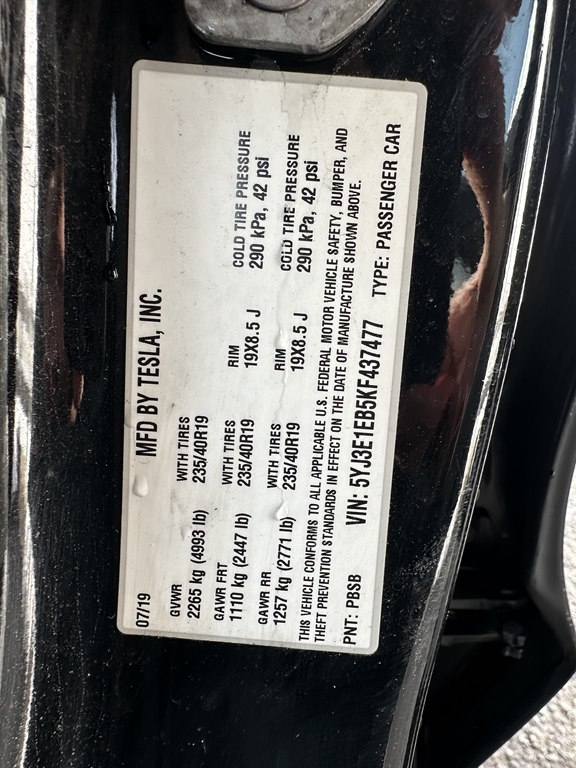 07/19 MFD BY TESLA, INC.
GVWR WITH TIRES
2265 kg (4993 lb) 235/40R19
GAWR FRT WITH TIRES RIM COLD TIRE PRESSURE
1110 kg (2447 lb) 235/40R19 19X8.5 J 290 kPa, 42 psi
GAWR RR WITH TIRES RIM COLD TIRE PRESSURE
1257 kg (2771 lb) 235/40R19 19X8.5 J 290 kPa, 42 psi
THIS VEHICLE CONFORMS TO ALL APPLICABLE U.S. FEDERAL MOTOR VEHICLE SAFETY, BUMPER, AND
THEFT PREVENTION STANDARDS IN EFFECT ON THE DATE OF MANUFACTURE SHOWN ABOVE.
PNT: PBSB VIN: 5YJ3E1EB5KF437477 TYPE: PASSENGER CAR